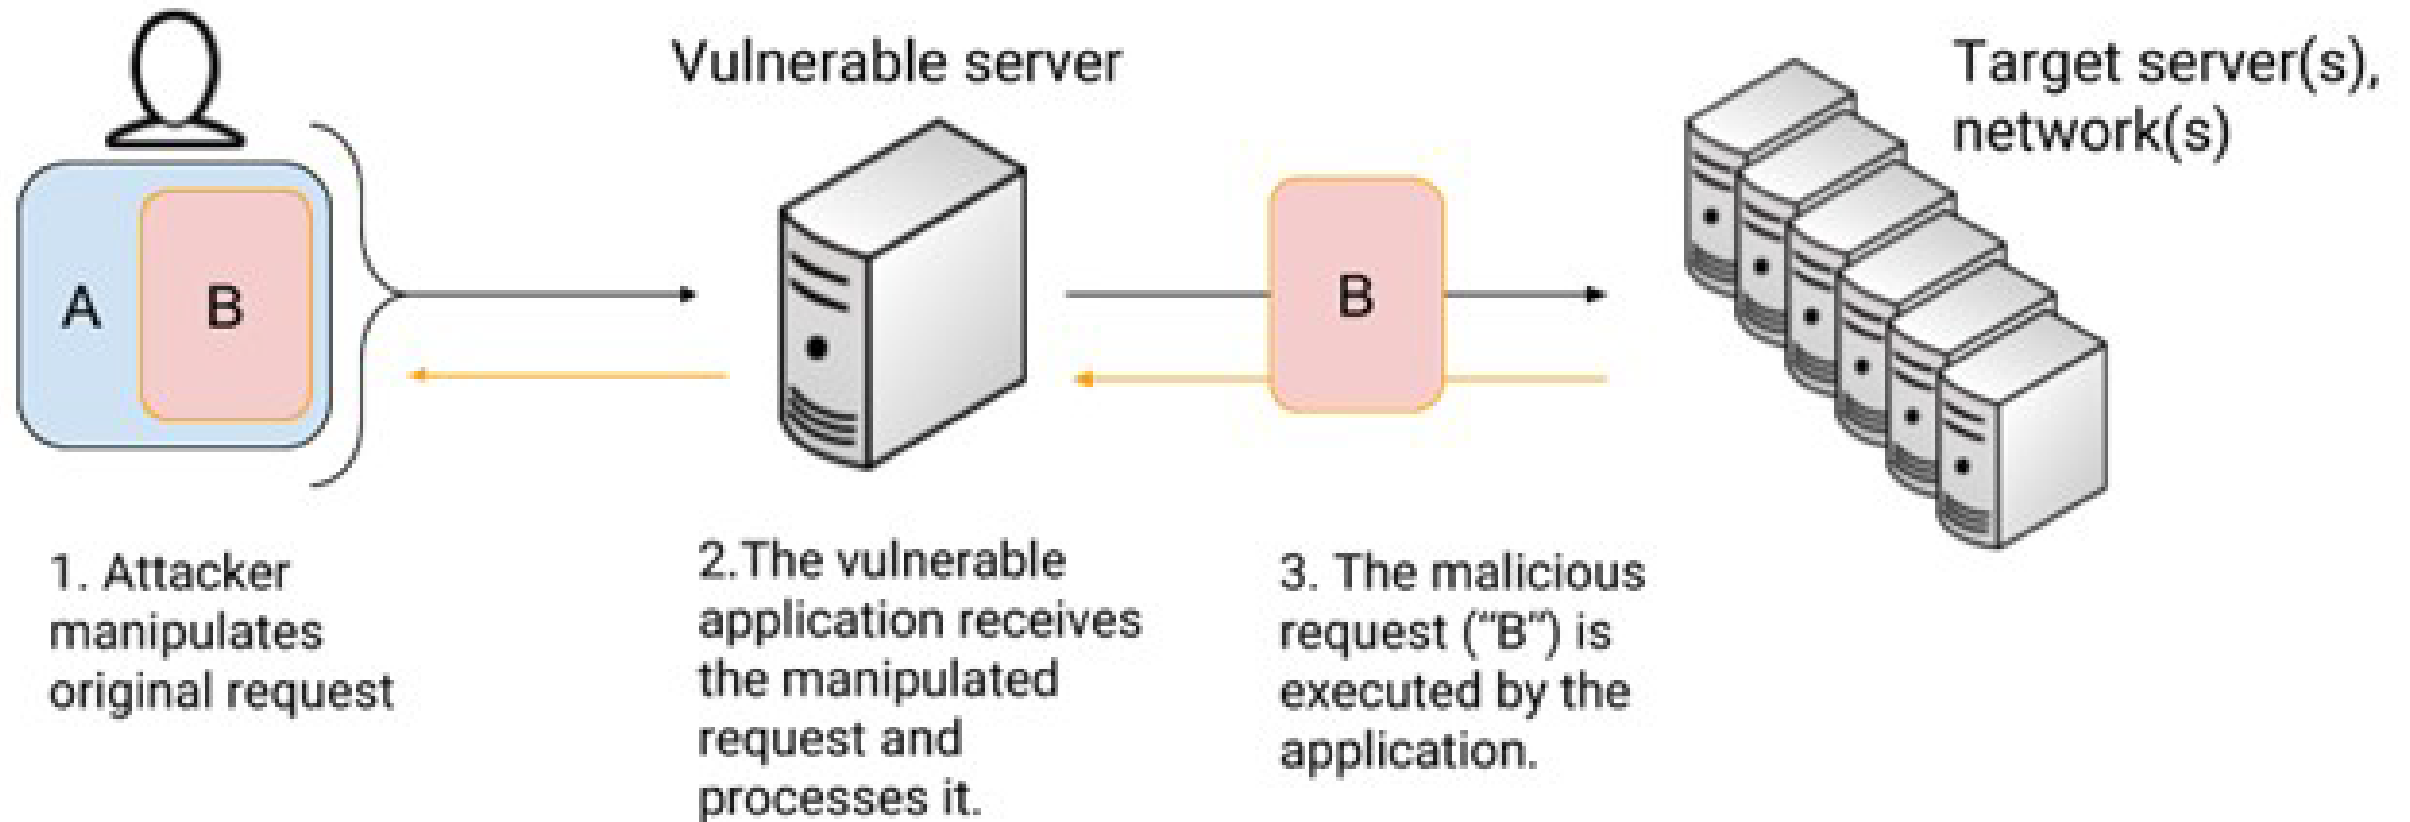 Vulnerable server
Target server(s),
network(s)
A
B
B
1. Attacker
manipulates
original request
2.The vulnerable
application receives
the manipulated
request and
processes it.
3. The malicious
request ("B") is
executed by the
application.